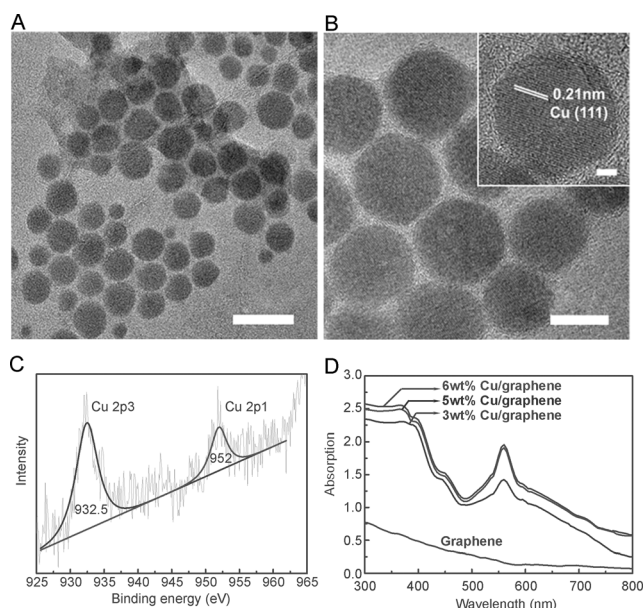 A
B
0.21nm
Cu (111)
C
Cu 2p3
Cu 2p1
952
932.5
Intensity
925 930 935 940 945 950 955 960 965
Binding energy (eV)
D
3.0
2.5
2.0
1.5
1.0
0.5
0.0
6wt% Cu/graphene
5wt% Cu/graphene
3wt% Cu/graphene
Graphene
Absorption
300 400 500 600 700 800
Wavelength (nm)